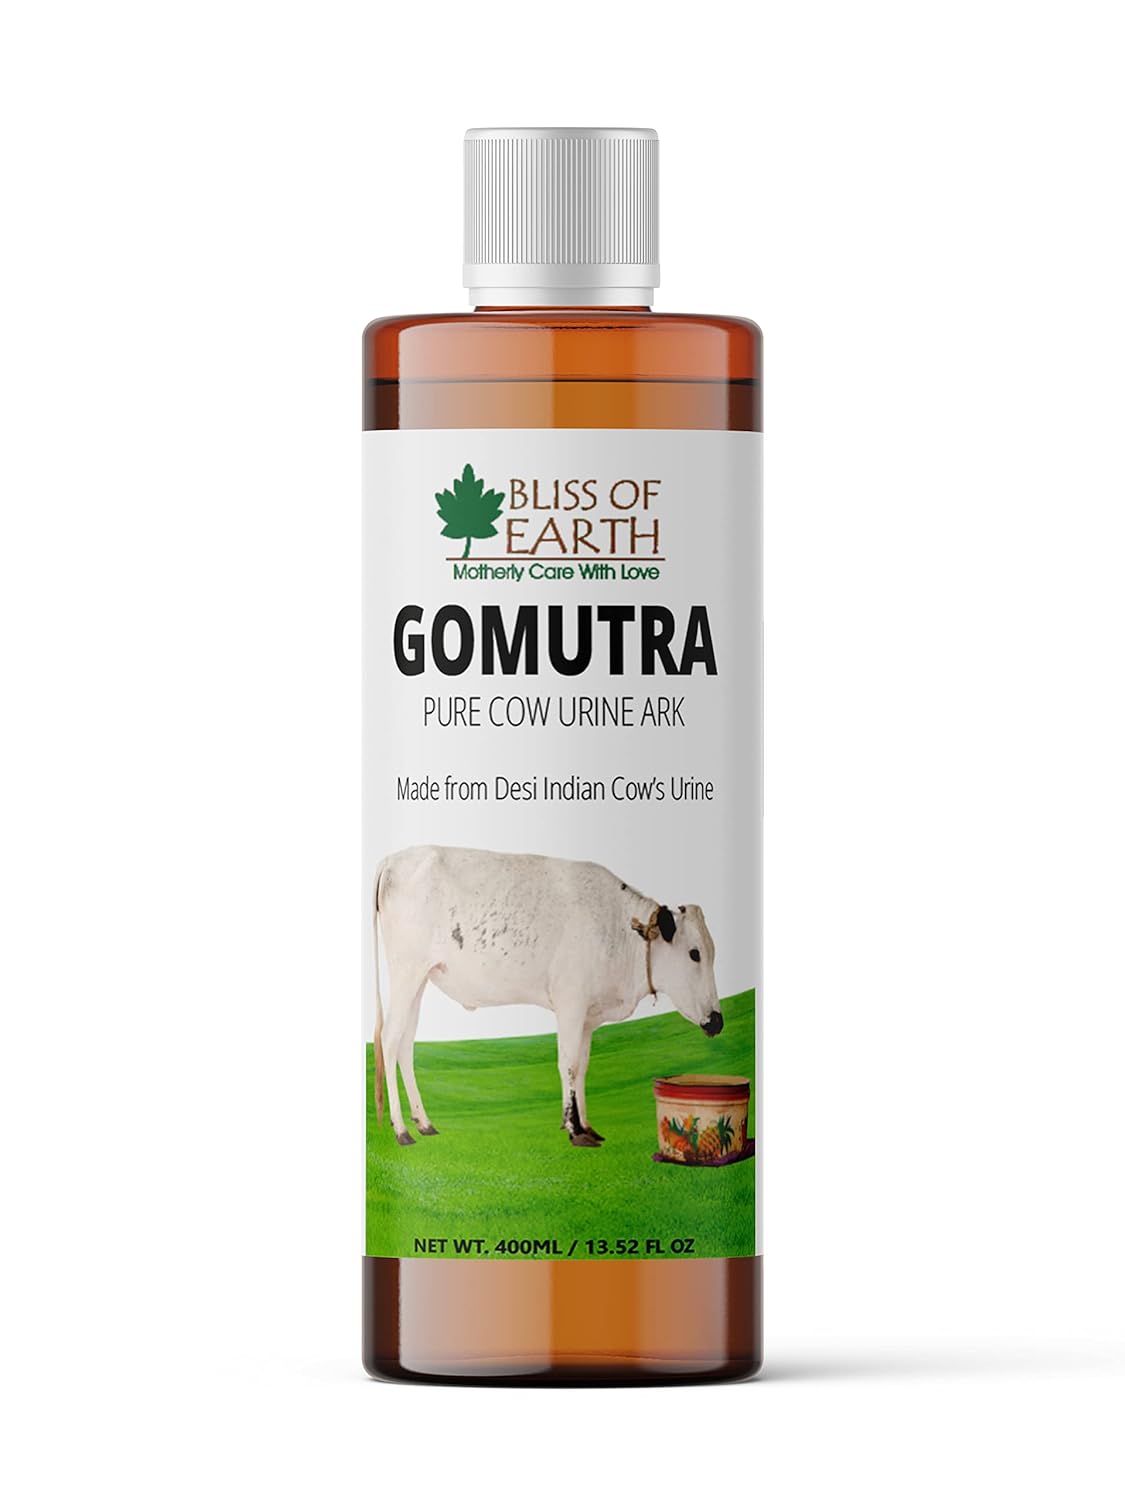 BLISS OF
EARTH
Motherly Care With Love
GOMUTRA
PURE COW URINE ARK
Made from Desi Indian Cow's Urine
NET WT. 400ML / 13.52 FL OZ